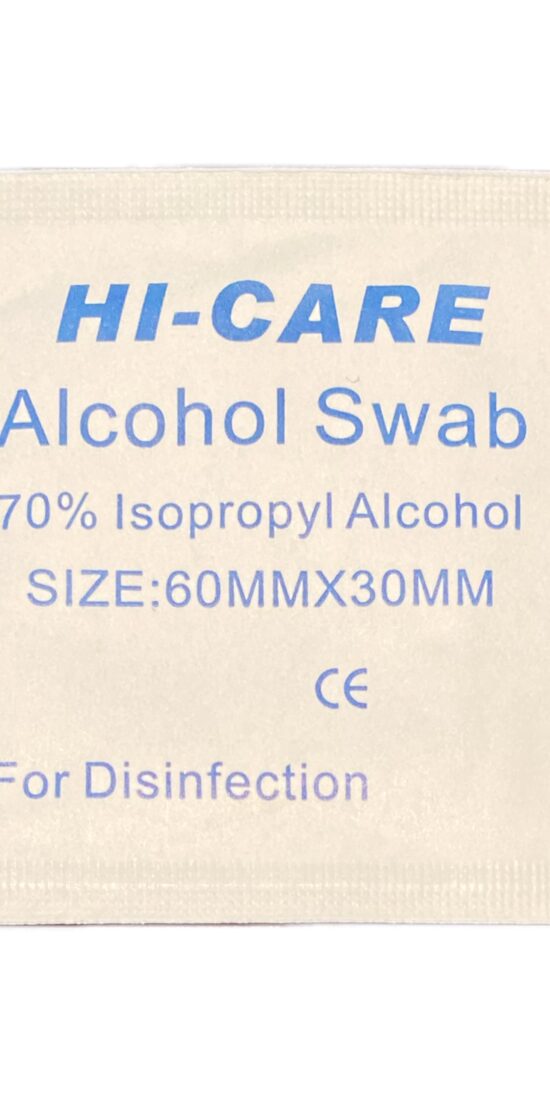 HI-CARE
Alcohol Swab
70% Isopropyl Alcohol
SIZE:60MMX30MM
CE
For Disinfection